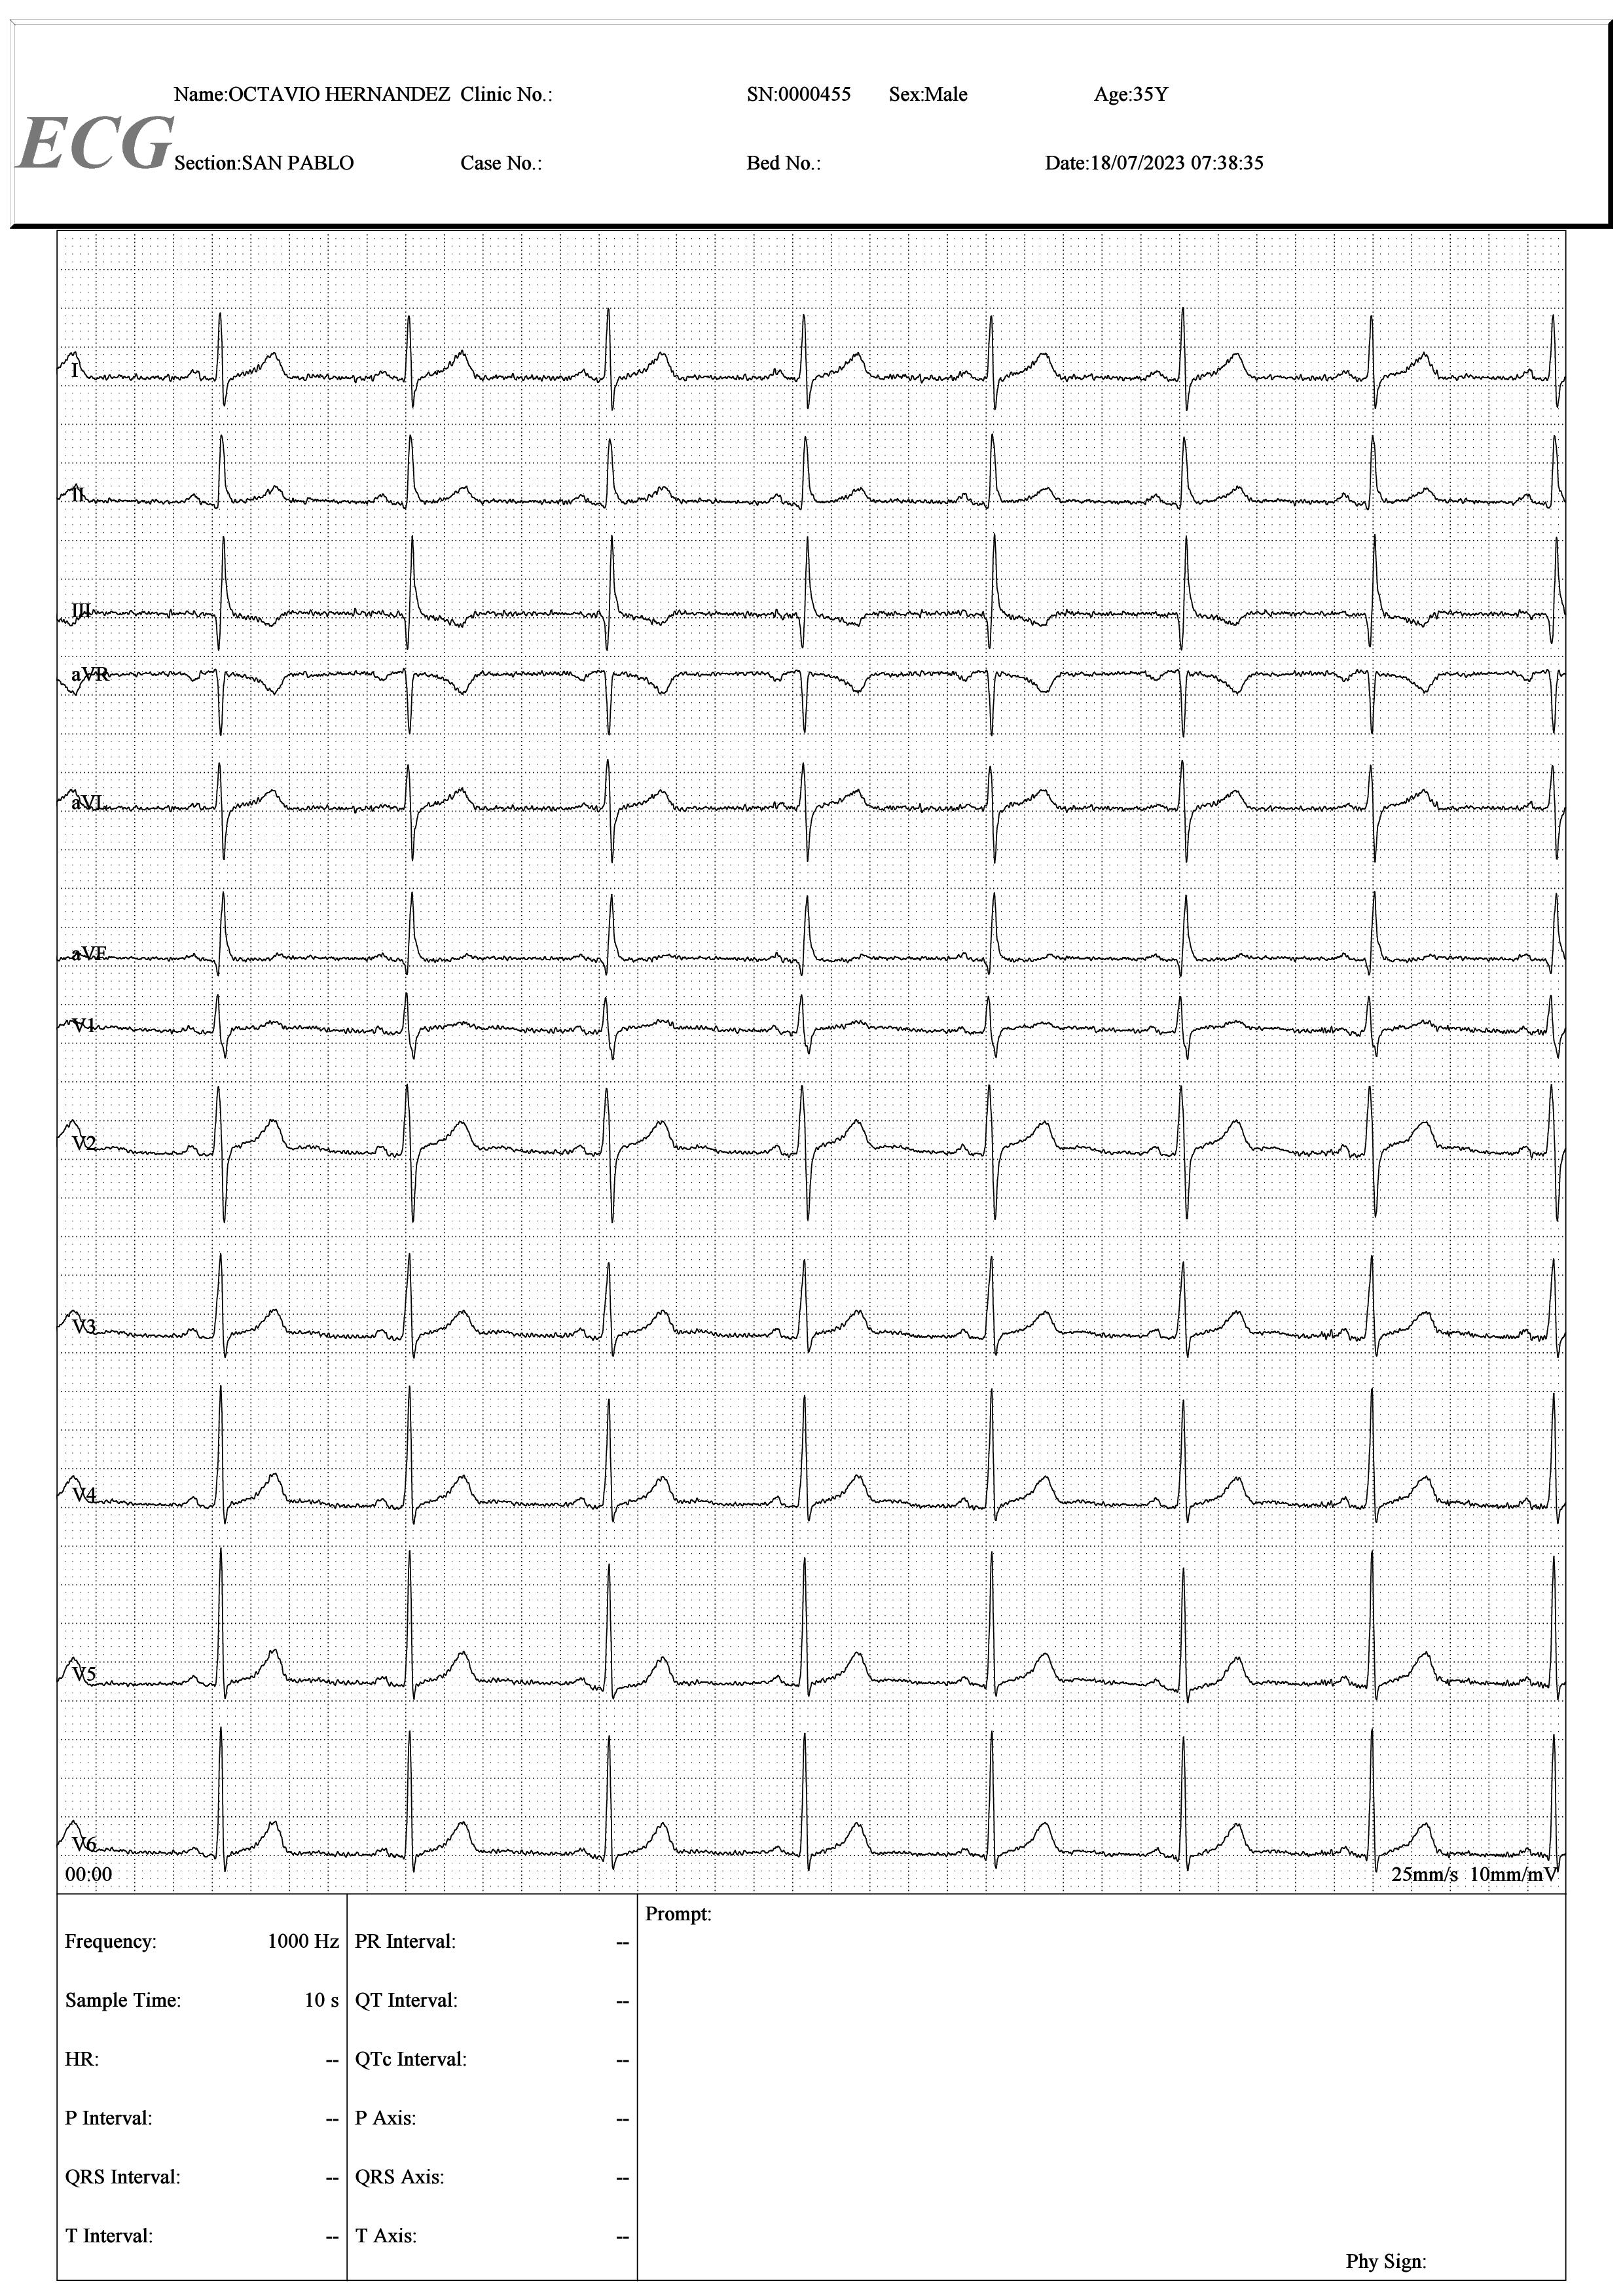 Name:OCTAVIO HERNANDEZ Clinic No.: SN:0000455 Sex:Male Age:35Y
ECG
Section:SAN PABLO Case No.: Bed No.: Date:18/07/2023 07:38:35
I
II
III
aVR
aVL
aVF
V1
V2
V3
V4
V5
V6
00:00 25mm/s 10mm/mV
Prompt:
Frequency: 1000 Hz PR Interval: --
Sample Time: 10 s QT Interval: --
HR: -- QTc Interval: --
P Interval: -- P Axis: --
QRS Interval: -- QRS Axis: --
T Interval: -- T Axis: --
Phy Sign: